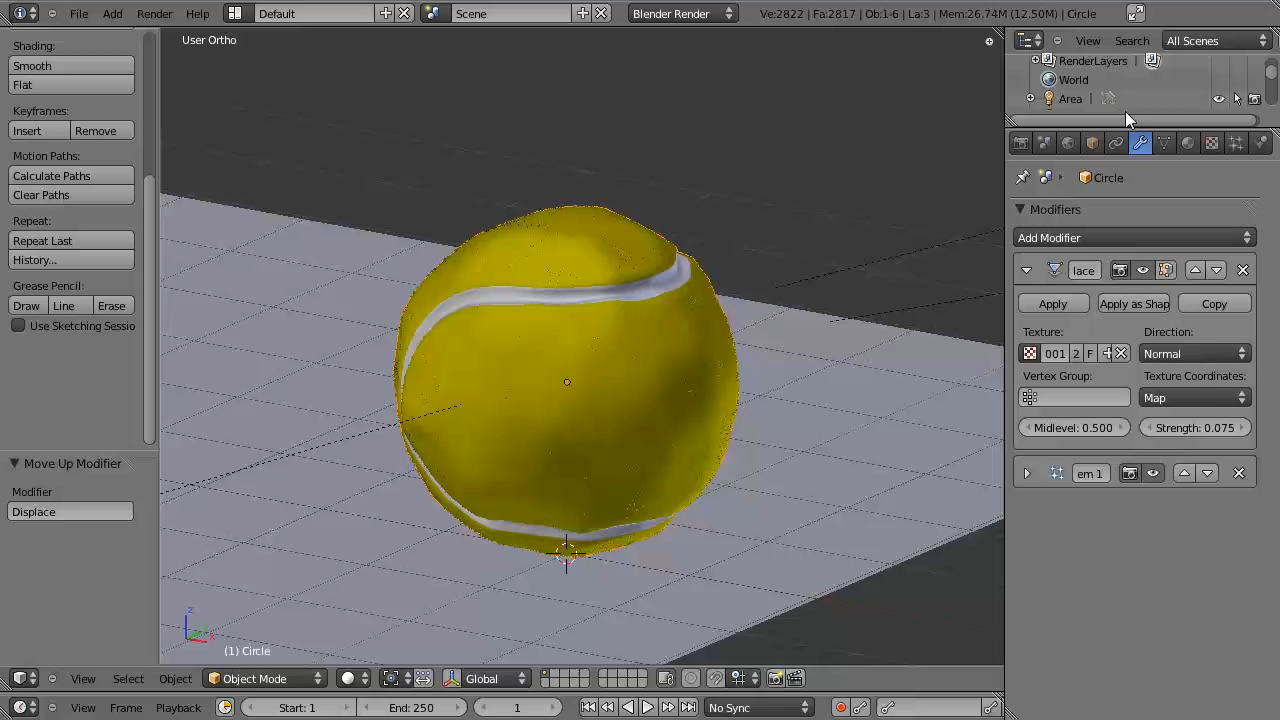 File Add Render Help Default Scene Blender Render Ve:2822 | Fa:2817 | Ob:1-6 | La:3 | Mem:26.74M (12.50M) | Circle
Shading:
Smooth
Flat
Keyframes:
Insert Remove
Motion Paths:
Calculate Paths
Clear Paths
Repeat:
Repeat Last
History...
Grease Pencil:
Draw Line Erase
Use Sketching Sessio
Move Up Modifier
Modifier
Displace
User Ortho
z
x
(1) Circle
View Search All Scenes
RenderLayers |
World
Area |
Circle
Modifiers
Add Modifier
lace
Apply Apply as Shap Copy
Texture: Direction:
001 2 F Normal
Vertex Group: Texture Coordinates:
Map
Midlevel: 0.500 Strength: 0.075
em 1
View Select Object Object Mode Global
View Frame Playback Start: 1 End: 250 1 No Sync